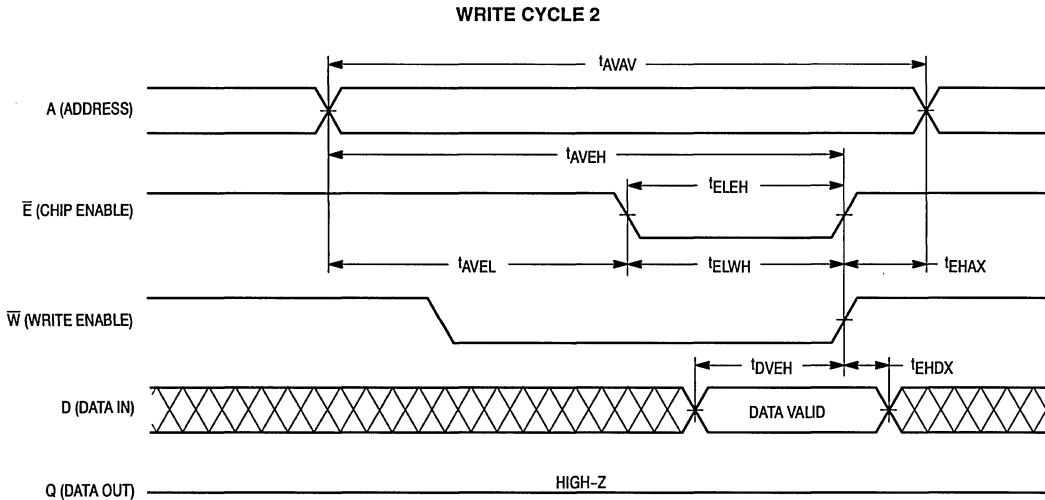 WRITE CYCLE 2
tAVAV
A (ADDRESS)
tAVEH
tELEH
E̅ (CHIP ENABLE)
tAVEL tELWH tEHAX
W̅ (WRITE ENABLE)
tDVEH tEHDX
D (DATA IN) DATA VALID
Q (DATA OUT) HIGH–Z